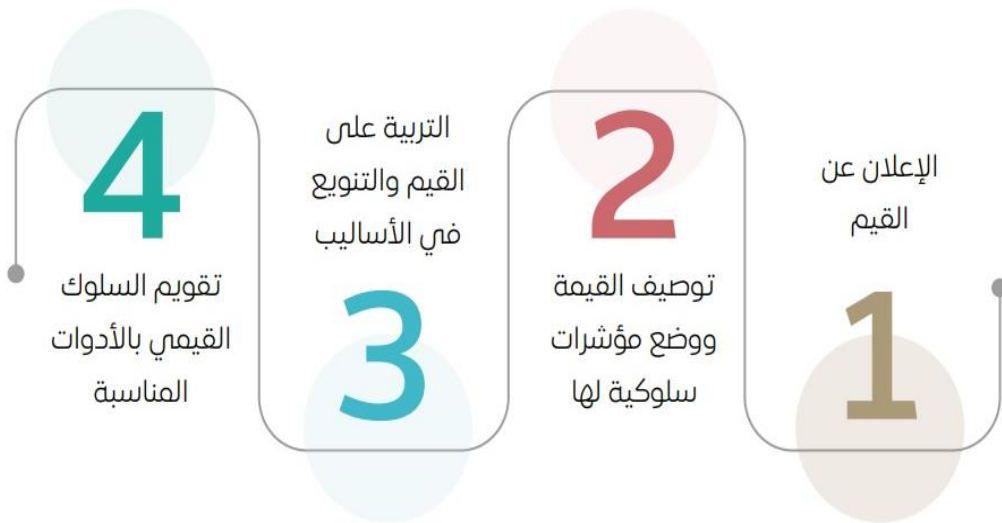 الإعلان عن
القيم
1
2
توصيف القيمة
ووضع مؤشرات
سلوكية لها
التربية على
القيم والتنويع
في الأساليب
3
4
تقويم السلوك
القيمي بالأدوات
المناسبة